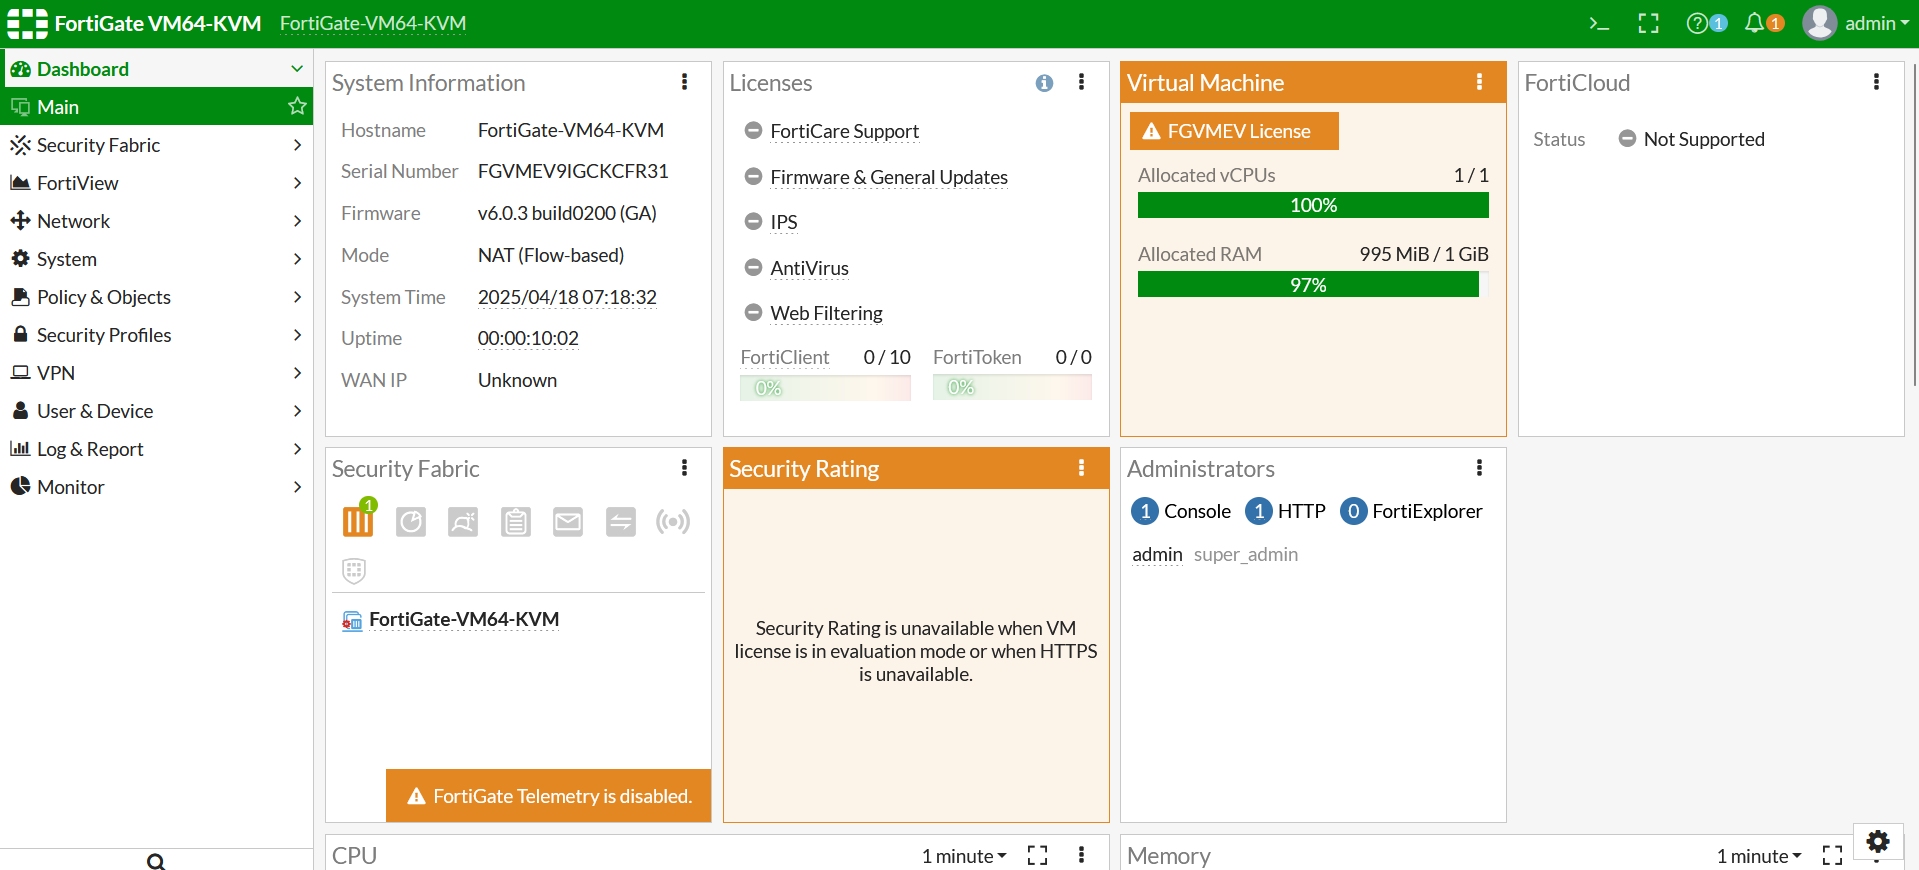 FortiGate VM64-KVM FortiGate-VM64-KVM
>_ 1 1 admin
Dashboard
Main
Security Fabric
FortiView
Network
System
Policy & Objects
Security Profiles
VPN
User & Device
Log & Report
Monitor
System Information
Hostname FortiGate-VM64-KVM
Serial Number FGVMEV9IGCKCFR31
Firmware v6.0.3 build0200 (GA)
Mode NAT (Flow-based)
System Time 2025/04/18 07:18:32
Uptime 00:00:10:02
WAN IP Unknown
Licenses
FortiCare Support
Firmware & General Updates
IPS
AntiVirus
Web Filtering
FortiClient 0 / 10 FortiToken 0 / 0
0% 0%
Virtual Machine
FGVMEV License
Allocated vCPUs 1 / 1
100%
Allocated RAM 995 MiB / 1 GiB
97%
FortiCloud
Status Not Supported
Security Fabric
1
FortiGate-VM64-KVM
FortiGate Telemetry is disabled.
Security Rating
Security Rating is unavailable when VM
license is in evaluation mode or when HTTPS
is unavailable.
Administrators
1 Console 1 HTTP 0 FortiExplorer
admin super_admin
CPU 1 minute
Memory 1 minute